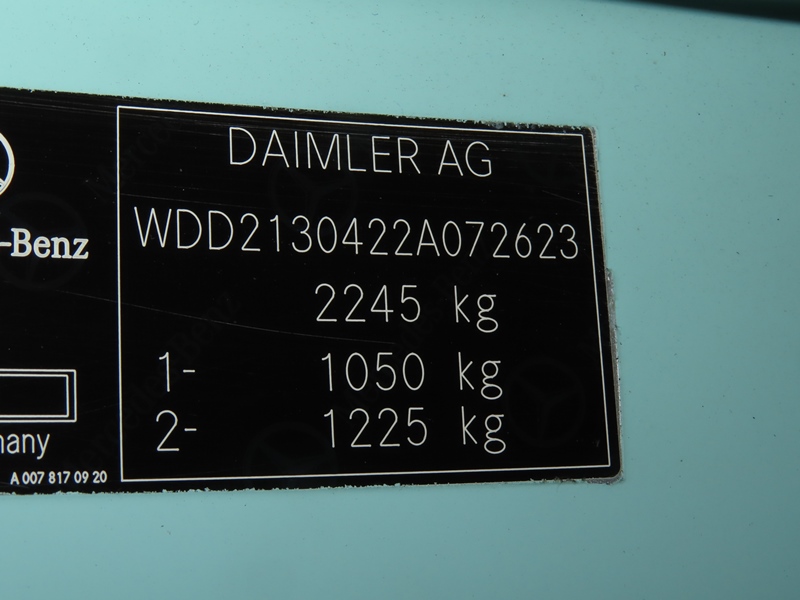 DAIMLER AG
WDD2130422A072623
2245 kg
1- 1050 kg
2- 1225 kg
-Benz
many
A 007 817 09 20